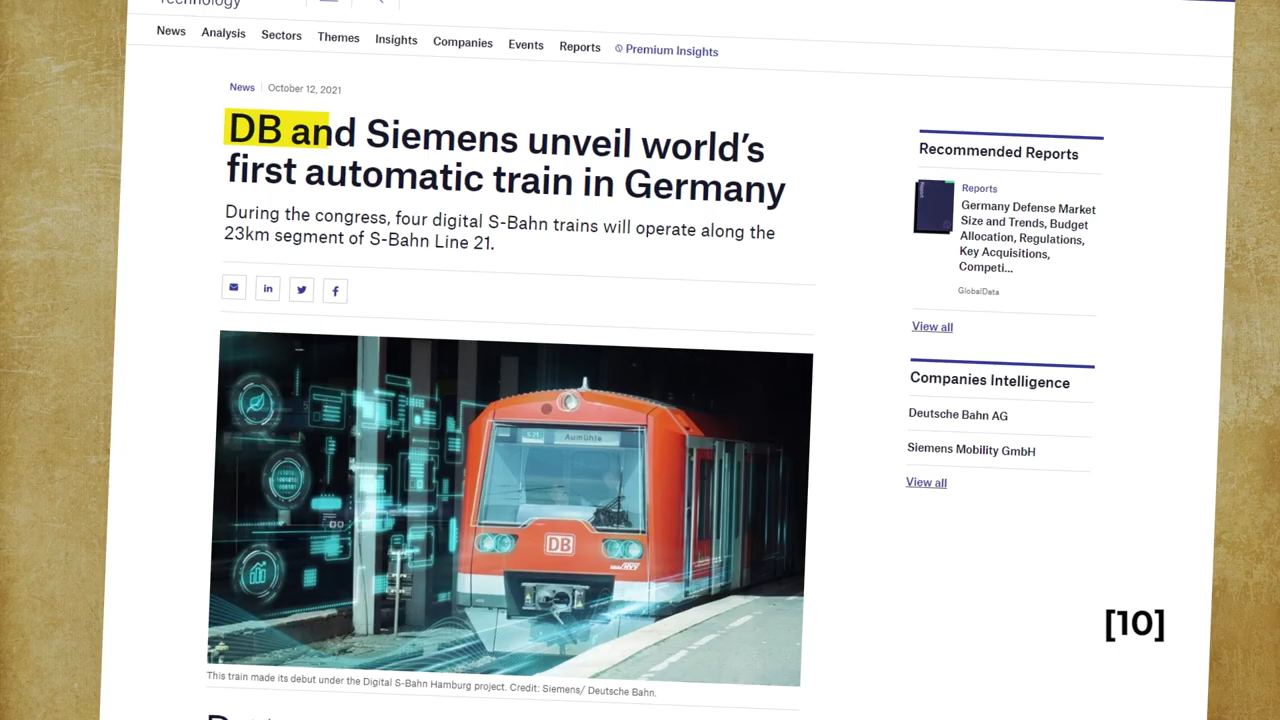 Technology
News Analysis Sectors Themes Insights Companies Events Reports Premium Insights
News October 12, 2021
DB and Siemens unveil world's
first automatic train in Germany
During the congress, four digital S-Bahn trains will operate along the
23km segment of S-Bahn Line 21.
in
f
Aumühle
DB
This train made its debut under the Digital S-Bahn Hamburg project. Credit: Siemens/ Deutsche Bahn.
Recommended Reports
Reports
Germany Defense Market
Size and Trends, Budget
Allocation, Regulations,
Key Acquisitions,
Competi...
GlobalData
View all
Companies Intelligence
Deutsche Bahn AG
Siemens Mobility GmbH
View all
[10]